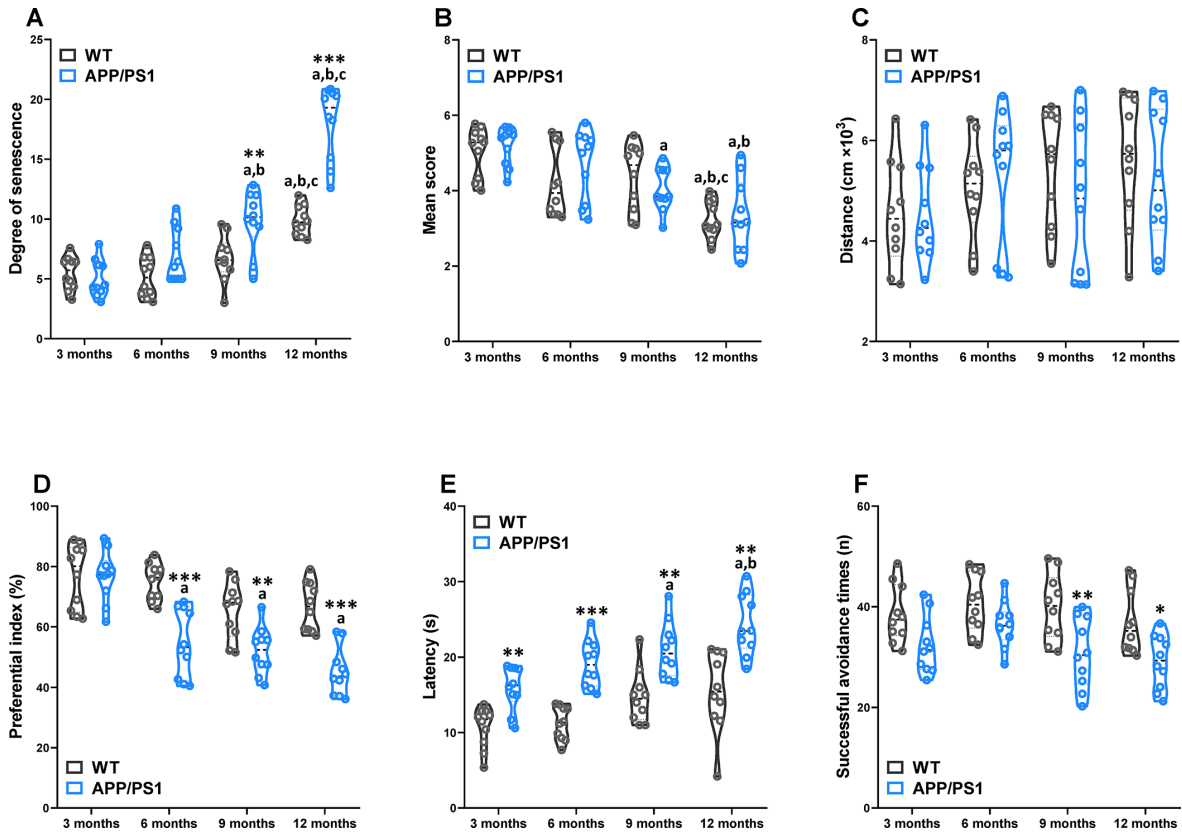 A
Degree of senescence
25
20
15
10
5
0
WT
APP/PS1
***
a,b,c
**
a,b
a,b,c
3 months
6 months
9 months
12 months
B
Mean score
8
6
4
2
0
WT
APP/PS1
a
a,b
a,b,c
3 months
6 months
9 months
12 months
C
Distance (cm ×10³)
8
6
4
2
WT
APP/PS1
3 months
6 months
9 months
12 months
D
Preferential index (%)
100
80
60
40
20
0
***
a
**
a
***
a
WT
APP/PS1
3 months
6 months
9 months
12 months
E
Latency (s)
40
30
20
10
0
WT
APP/PS1
**
***
**
a
**
a,b
3 months
6 months
9 months
12 months
F
Successful avoidance times (n)
60
40
20
0
**
*
WT
APP/PS1
3 months
6 months
9 months
12 months